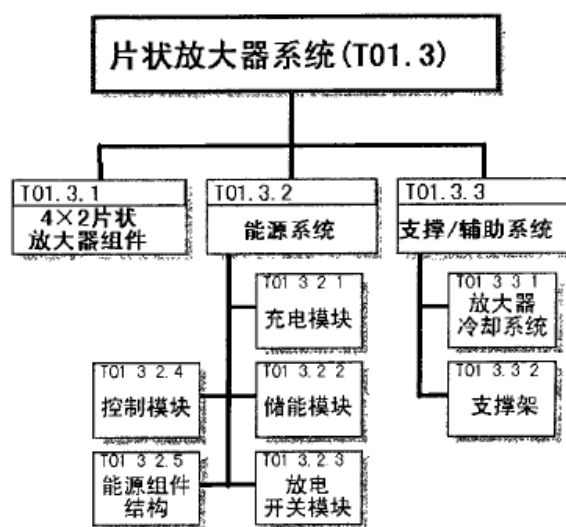 片状放大器系统(T01.3)
T01.3.1
4×2片状
放大器组件
T01.3.2
能源系统
T01.3.3
支撑/辅助系统
T01 3 2 1
充电模块
T01 3 3 1
放大器
冷却系统
T01 3 2.4
控制模块
T01 3.2 2
储能模块
T01.3.3 2
支撑架
T01 3 2.5
能源组件
结构
T01 3.2.3
放电
开关模块